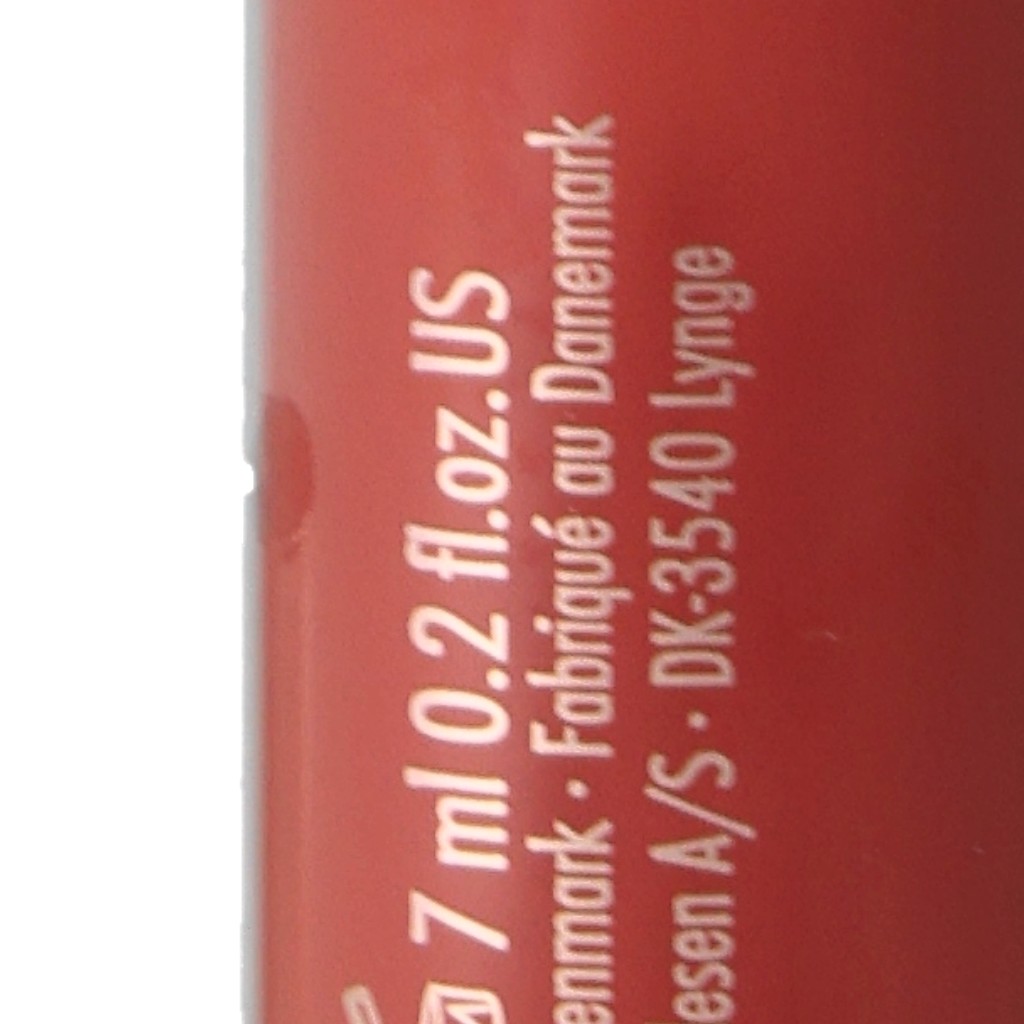 7 ml 0.2 fl.oz.US
enmark · Fabriqué au Danemark
esen A/S · DK-3540 Lynge